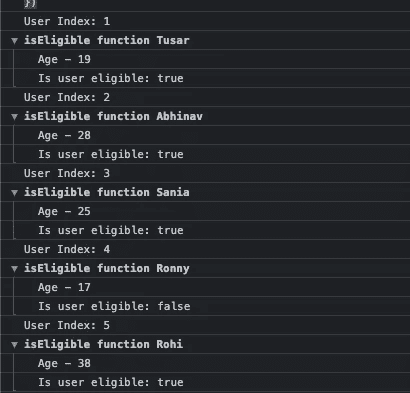 })
User Index: 1
isEligible function Tusar
Age – 19
Is user eligible: true
User Index: 2
isEligible function Abhinav
Age – 28
Is user eligible: true
User Index: 3
isEligible function Sania
Age – 25
Is user eligible: true
User Index: 4
isEligible function Ronny
Age – 17
Is user eligible: false
User Index: 5
isEligible function Rohi
Age – 38
Is user eligible: true